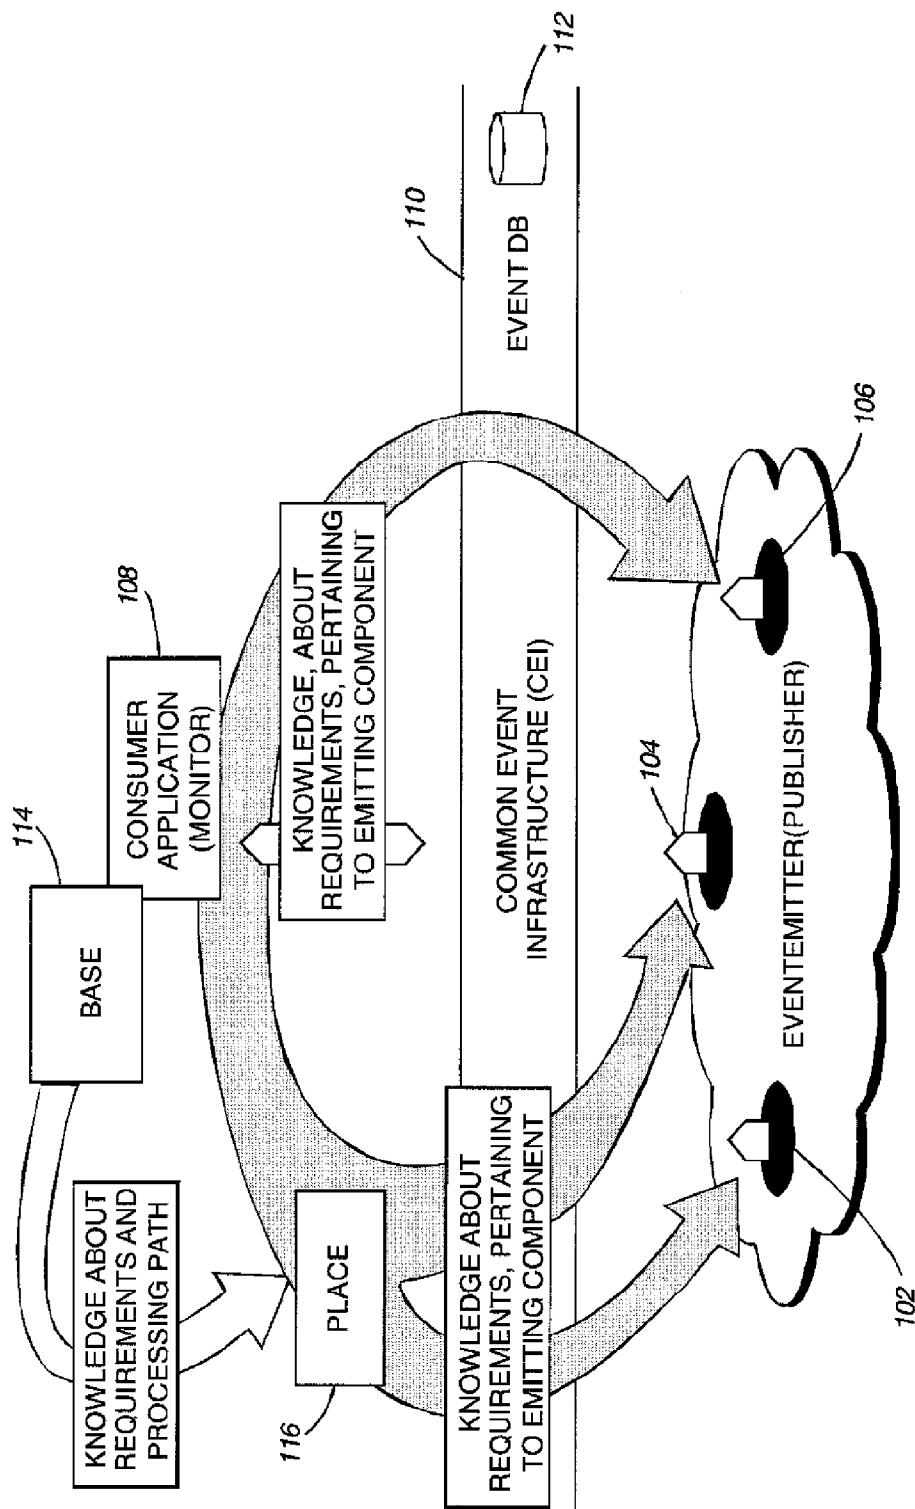 114
BASE
108
CONSUMER
APPLICATION
(MONITOR)
KNOWLEDGE ABOUT
REQUIREMENTS AND
PROCESSING PATH
116
PLACE
KNOWLEDGE, ABOUT
REQUIREMENTS, PERTAINING
TO EMITTING COMPONENT
110
112
KNOWLEDGE ABOUT
REQUIREMENTS, PERTAINING
TO EMITTING COMPONENT
COMMON EVENT
INFRASTRUCTURE (CEI)
EVENT DB
104
106
EVENTEMITTER(PUBLISHER)
102